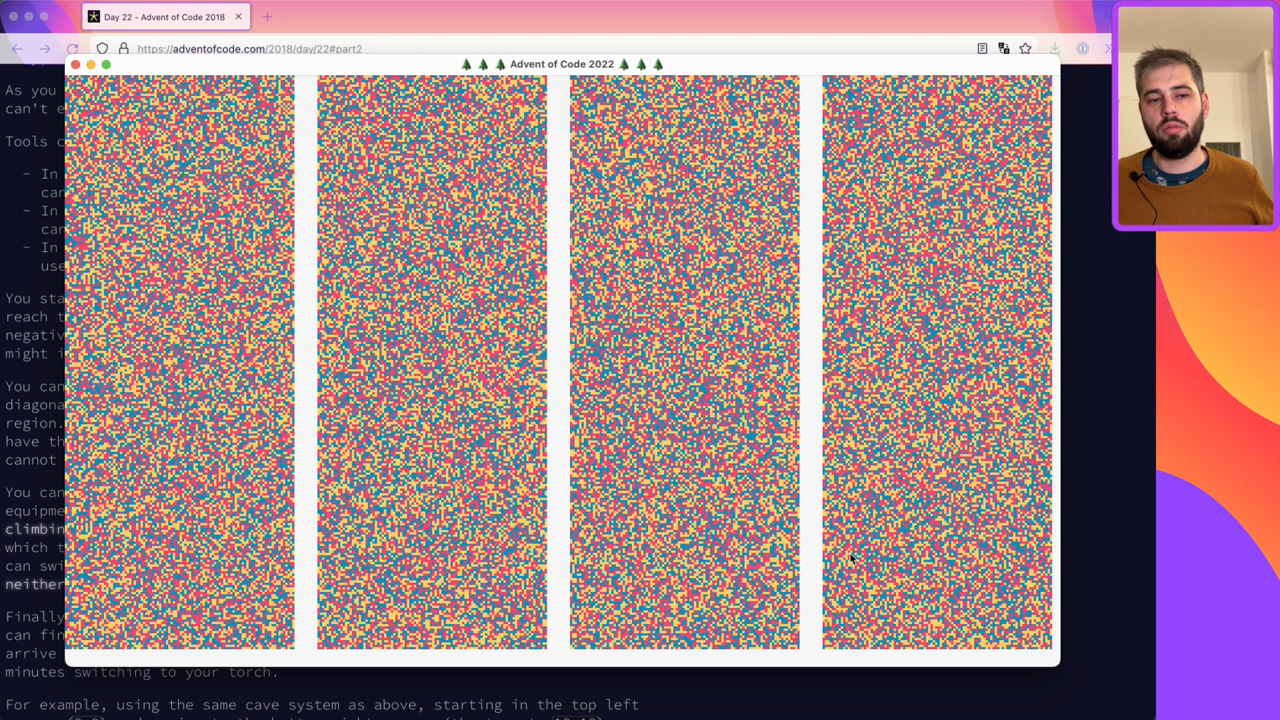 Day 22 - Advent of Code 2018
https://adventofcode.com/2018/day/22#part2
🌲 🌲 🌲 Advent of Code 2022 🌲 🌲 🌲
As you
can't e
Tools c
- In
can
- In
can
- In
use
You sta
reach t
negativ
might i
You can
diagona
region.
have th
cannot
You can
equipme
climbin
which t
can swi
neither
Finally
can fin
arrive
minutes switching to your torch.
For example, using the same cave system as above, starting in the top left